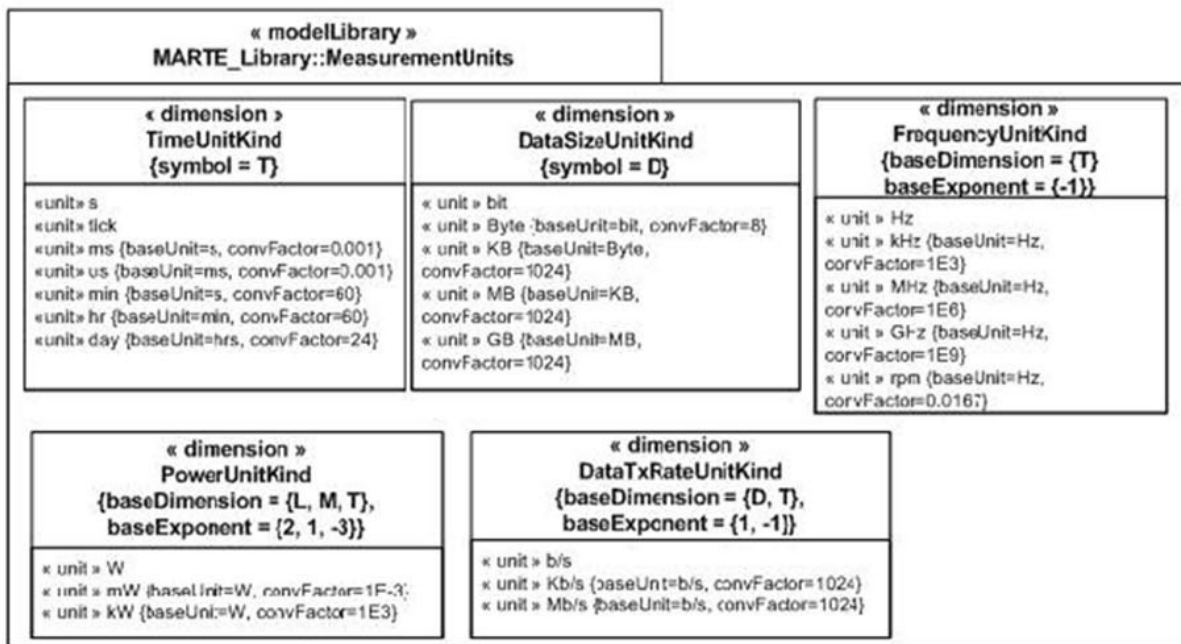 « modelLibrary »
MARTE_Library::MeasurementUnits
« dimension »
TimeUnitKind
{symbol = T}
«unit» s
«unit» tick
«unit» ms {baseUnit=s, convFactor=0.001}
«unit» us {baseUnit=ms, convFactor=0.001}
«unit» min {baseUnit=s, convFactor=60}
«unit» hr {baseUnit=min, convFactor=60}
«unit» day {baseUnit=hrs, convFactor=24}
« dimension »
DataSizeUnitKind
{symbol = D}
« unit » bit
« unit » Byte {baseUnit=bit, convFactor=8}
« unit » KB {baseUnit=Byte,
convFactor=1024}
« unit » MB {baseUnit=KB,
convFactor=1024}
« unit » GB {baseUnit=MB,
convFactor=1024}
« dimension »
FrequencyUnitKind
{baseDimension = {T}
baseExponent = {-1}}
« unit » Hz
« unit » kHz {baseUnit=Hz,
convFactor=1E3}
« unit » MHz {baseUnit=Hz,
convFactor=1E6}
« unit » GHz {baseUnit=Hz,
convFactor=1E9}
« unit » rpm {baseUnit=Hz,
convFactor=0.0167}
« dimension »
PowerUnitKind
{baseDimension = {L, M, T},
baseExponent = {2, 1, -3}}
« unit » W
« unit » mW {baseUnit=W, convFactor=1E-3}
« unit » kW {baseUnit=W, convFactor=1E3}
« dimension »
DataTxRateUnitKind
{baseDimension = {D, T},
baseExponent = {1, -1]}
« unit » b/s
« unit » Kb/s {baseUnit=b/s, convFactor=1024}
« unit » Mb/s {baseUnit=b/s, convFactor=1024}